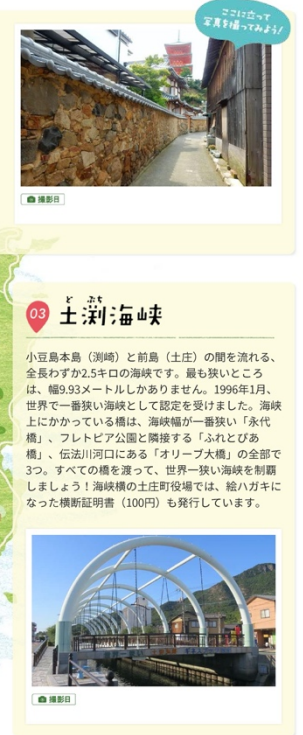 ここに立って
写真を撮ってみよう!
撮影日
03 土渕海峡
ど ぶち
小豆島本島（渕崎）と前島（土庄）の間を流れる、
全長わずか2.5キロの海峡です。最も狭いところ
は、幅9.93メートルしかありません。1996年1月、
世界で一番狭い海峡として認定を受けました。海峡
上にかかっている橋は、海峡幅が一番狭い「永代
橋」、フレトピア公園と隣接する「ふれとぴあ
橋」、伝法川河口にある「オリーブ大橋」の全部で
3つ。すべての橋を渡って、世界一狭い海峡を制覇
しましょう！海峡横の土庄町役場では、絵ハガキに
なった横断証明書（100円）も発行しています。
撮影日